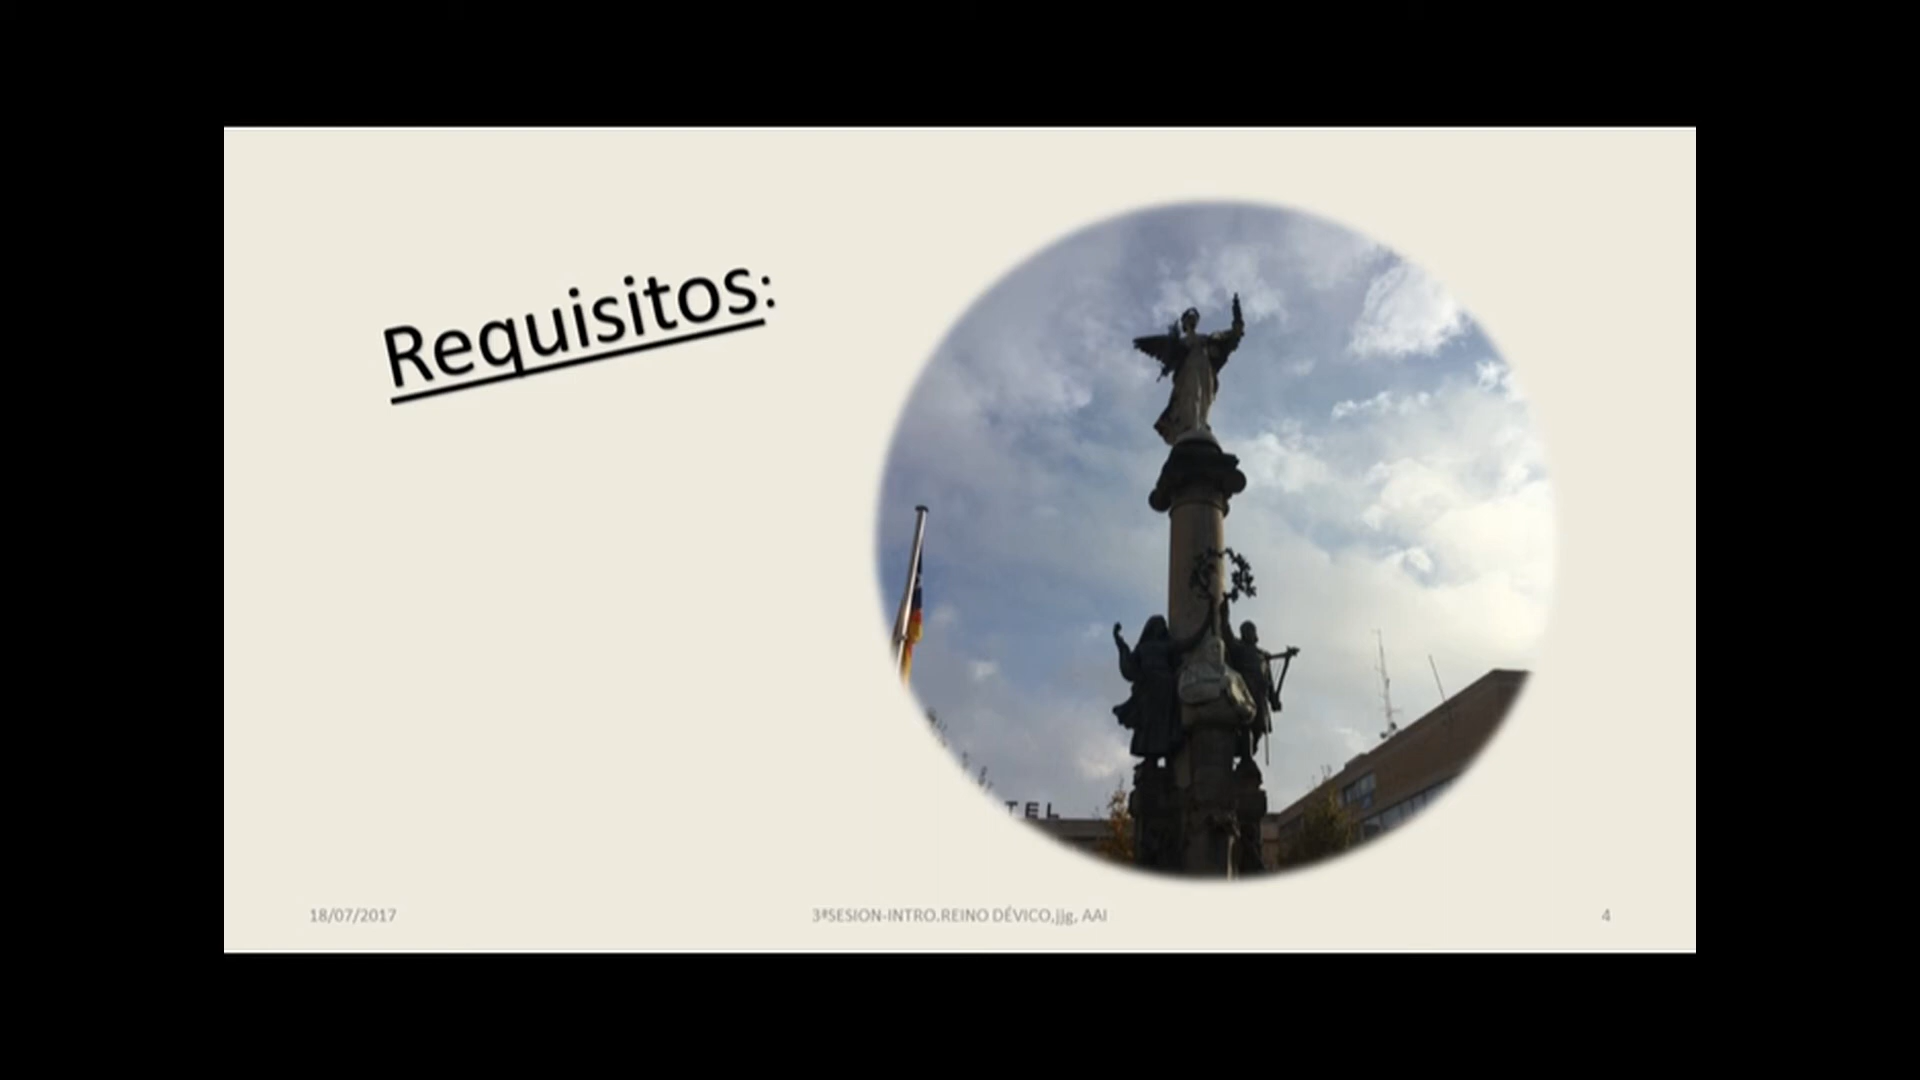 Requisitos:
TEL
18/07/2017
3ªSESION-INTRO.REINO DÉVICO,jjg, AAI
4